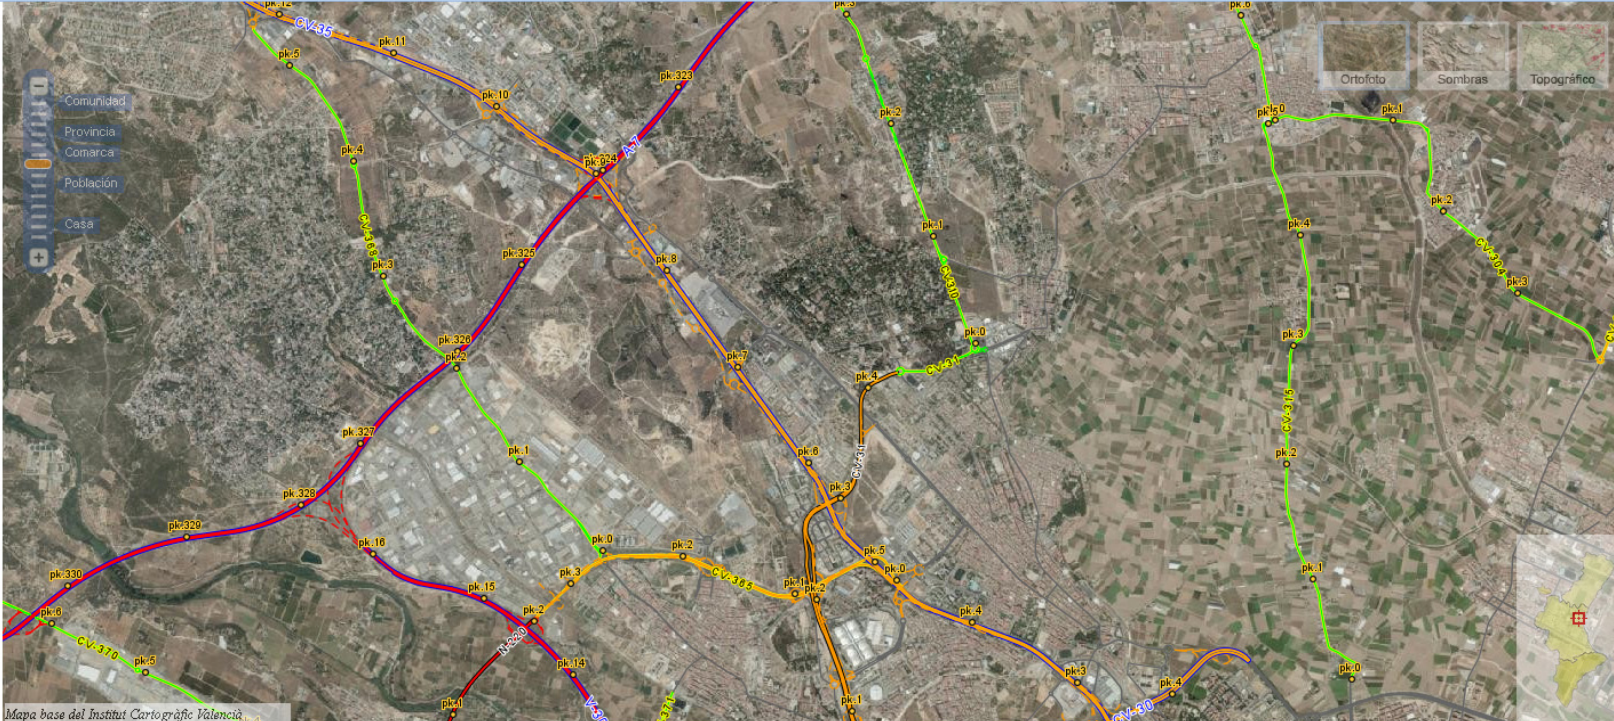 pk.12
CV-35
pk.11
pk.5
pk.10
pk.323
A-7
pk.3
pk.2
pk.6
Ortofoto
Sombras
Topográfico
Comunidad
Provincia
Comarca
Población
Casa
pk.4
pk.9
pk.1
pk.2
pk.1
pk.4
CV-368
pk.3
pk.325
pk.8
CV-310
CV-304
pk.3
pk.0
pk.3
pk.326
pk.2
pk.7
pk.4
CV-31
CV-315
pk.327
pk.1
pk.6
CV-31
pk.2
pk.328
pk.3
pk.329
pk.16
pk.0
pk.2
pk.5
pk.0
pk.330
pk.15
pk.3
CV-365
pk.1
pk.2
pk.1
pk.6
pk.2
pk.4
CV-370
pk.5
N-220
pk.14
pk.3
pk.4
pk.0
pk.1
V-30
pk.1
CV-30
Mapa base del Institut Cartogràfic Valencià